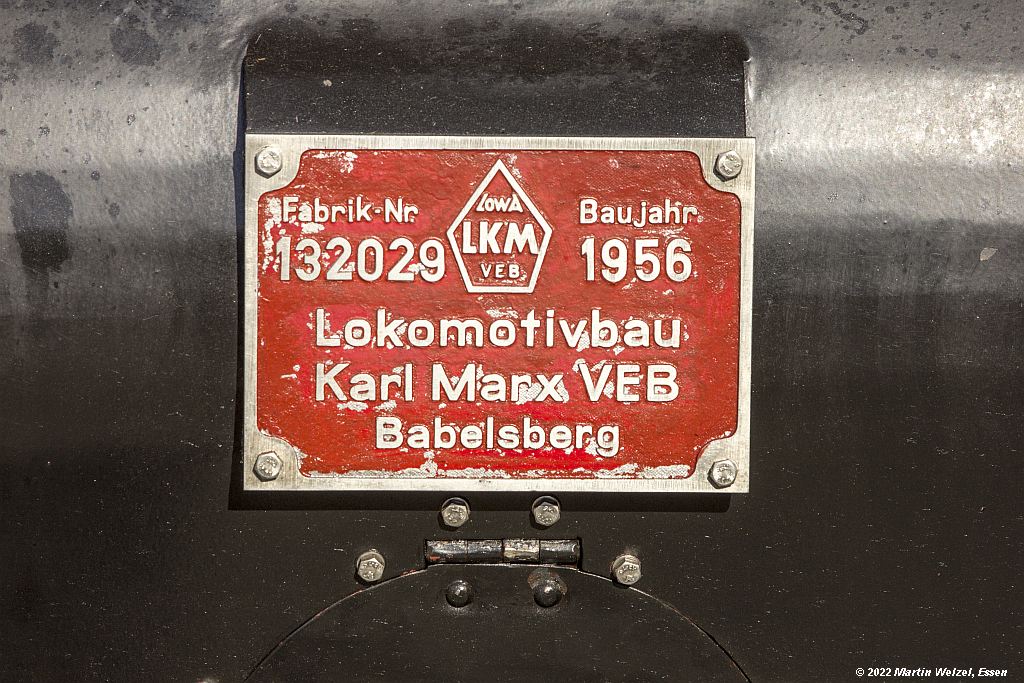 Fabrik-Nr.
132029
LOWA
LKM
VEB
Baujahr
1956
Lokomotivbau
Karl Marx VEB
Babelsberg
© 2022 Martin Welzel, Essen